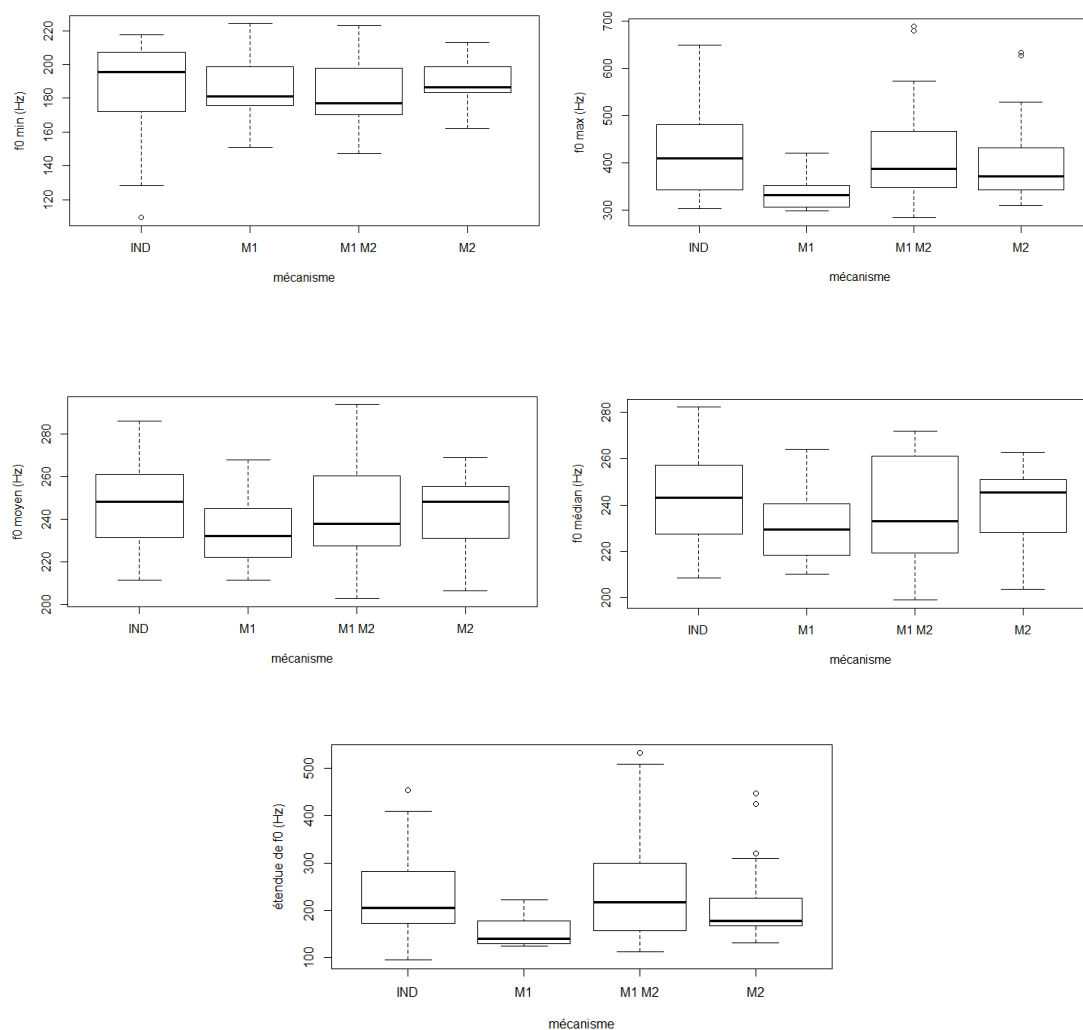 f0 min (Hz)
220
200
180
160
140
120
IND M1 M1 M2 M2
mécanisme
f0 max (Hz)
700
600
500
400
300
IND M1 M1 M2 M2
mécanisme
f0 moyen (Hz)
280
260
240
220
200
IND M1 M1 M2 M2
mécanisme
f0 médian (Hz)
280
260
240
220
200
IND M1 M1 M2 M2
mécanisme
étendue de f0 (Hz)
500
400
300
200
100
IND M1 M1 M2 M2
mécanisme